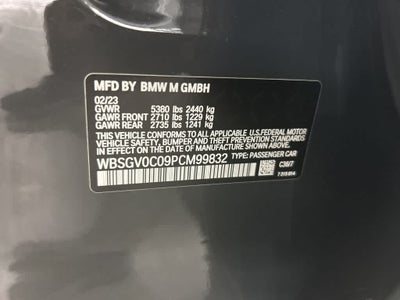 MFD BY BMW M GMBH
02/23
GVWR 5380 lbs 2440 kg
GAWR FRONT 2710 lbs 1229 kg
GAWR REAR 2735 lbs 1241 kg
THIS VEHICLE CONFORMS TO ALL APPLICABLE U.S. FEDERAL MOTOR
VEHICLE SAFETY, BUMPER, AND THEFT PREVENTION STANDARDS
IN EFFECT ON THE DATE OF MANUFACTURE SHOWN ABOVE.
WBSGV0C09PCM99832 TYPE: PASSENGER CAR
C36/7